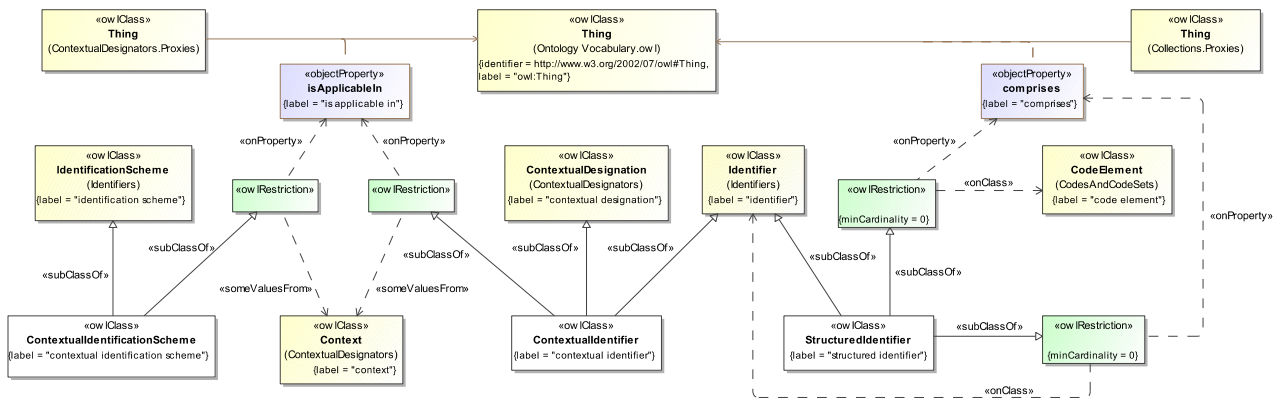 «owlClass»
Thing
(ContextualDesignators.Proxies)
«owlClass»
Thing
(Ontology Vocabulary.owl)
{identifier = http://www.w3.org/2002/07/owl#Thing,
label = "owl:Thing"}
«owlClass»
Thing
(Collections.Proxies)
«objectProperty»
isApplicableIn
{label = "is applicable in"}
«objectProperty»
comprises
{label = "comprises"}
«onProperty»
«onProperty»
«onProperty»
«owlClass»
IdentificationScheme
(Identifiers)
{label = "identification scheme"}
«owlRestriction»
«owlRestriction»
«owlClass»
ContextualDesignation
(ContextualDesignators)
{label = "contextual designation"}
«owlClass»
Identifier
(Identifiers)
{label = "identifier"}
«owlRestriction»
{minCardinality = 0}
«onClass»
«owlClass»
CodeElement
(CodesAndCodeSets)
{label = "code element"}
«onProperty»
«subClassOf»
«subClassOf»
«subClassOf»
«subClassOf»
«subClassOf»
«subClassOf»
«subClassOf»
«someValuesFrom»
«someValuesFrom»
«owlClass»
ContextualIdentificationScheme
{label = "contextual identification scheme"}
«owlClass»
Context
(ContextualDesignators)
{label = "context"}
«owlClass»
ContextualIdentifier
{label = "contextual identifier"}
«owlClass»
StructuredIdentifier
{label = "structured identifier"}
«subClassOf»
«owlRestriction»
{minCardinality = 0}
«onClass»